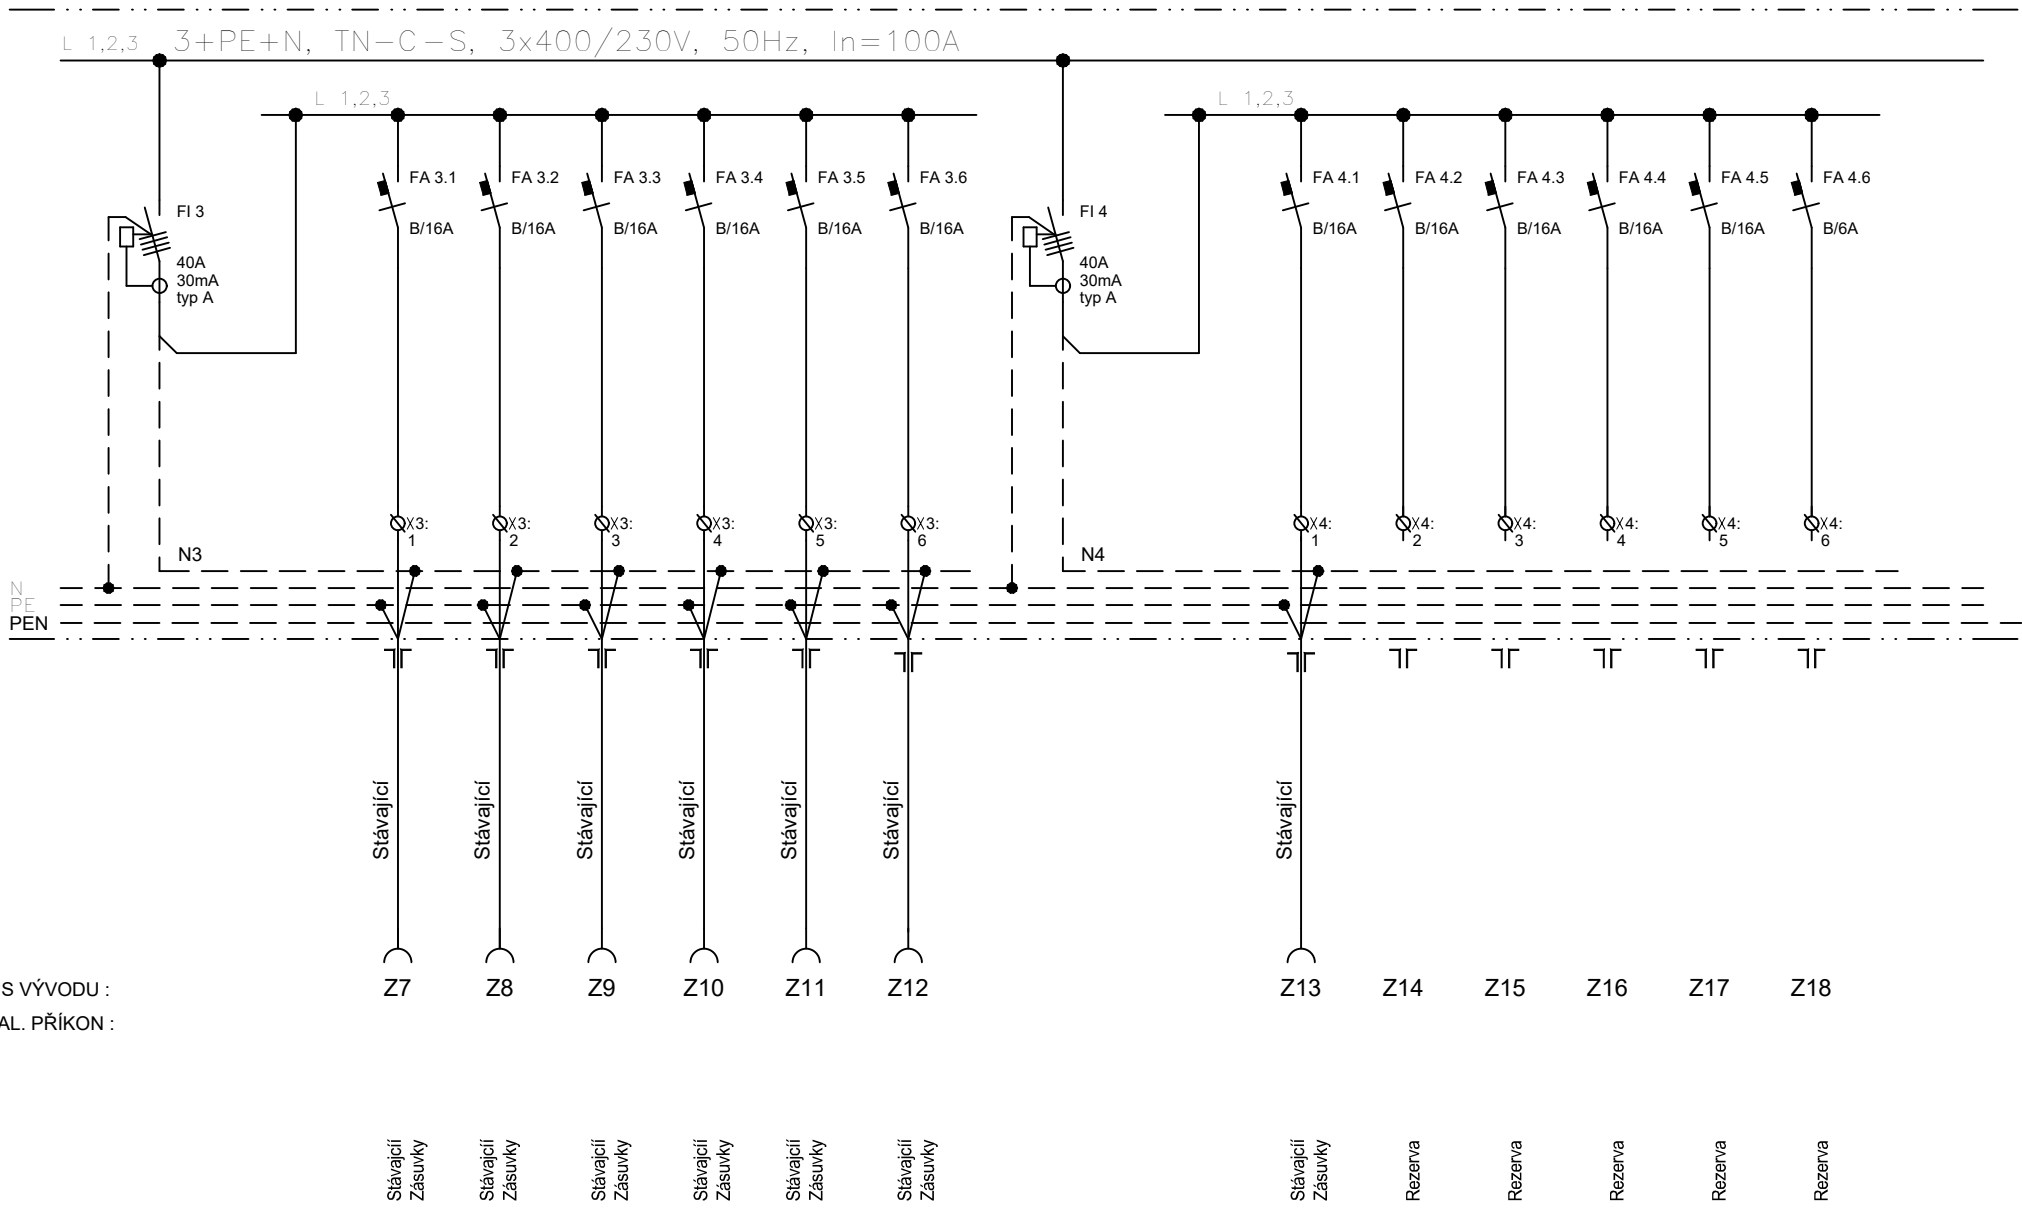 L 1,2,3 3+PE+N, TN-C-S, 3x400/230V, 50Hz, In=100A
L 1,2,3
L 1,2,3
FA 3.1 FA 3.2 FA 3.3 FA 3.4 FA 3.5 FA 3.6
FA 4.1 FA 4.2 FA 4.3 FA 4.4 FA 4.5 FA 4.6
B/16A B/16A B/16A B/16A B/16A B/16A
B/16A B/16A B/16A B/16A B/16A B/6A
FI 3
40A
30mA
typ A
FI 4
40A
30mA
typ A
X3: X3: X3: X3: X3: X3:
1 2 3 4 5 6
X4: X4: X4: X4: X4: X4:
1 2 3 4 5 6
N3
N4
N
PE
PEN
Stávající
Stávající
Stávající
Stávající
Stávající
Stávající
Stávající
S VÝVODU : Z7 Z8 Z9 Z10 Z11 Z12 Z13 Z14 Z15 Z16 Z17 Z18
AL. PŘÍKON :
Stávajcíí
Zásuvky
Stávajcíí
Zásuvky
Stávajcíí
Zásuvky
Stávajcíí
Zásuvky
Stávajcíí
Zásuvky
Stávajcíí
Zásuvky
Stávajcíí
Zásuvky
Rezerva
Rezerva
Rezerva
Rezerva
Rezerva